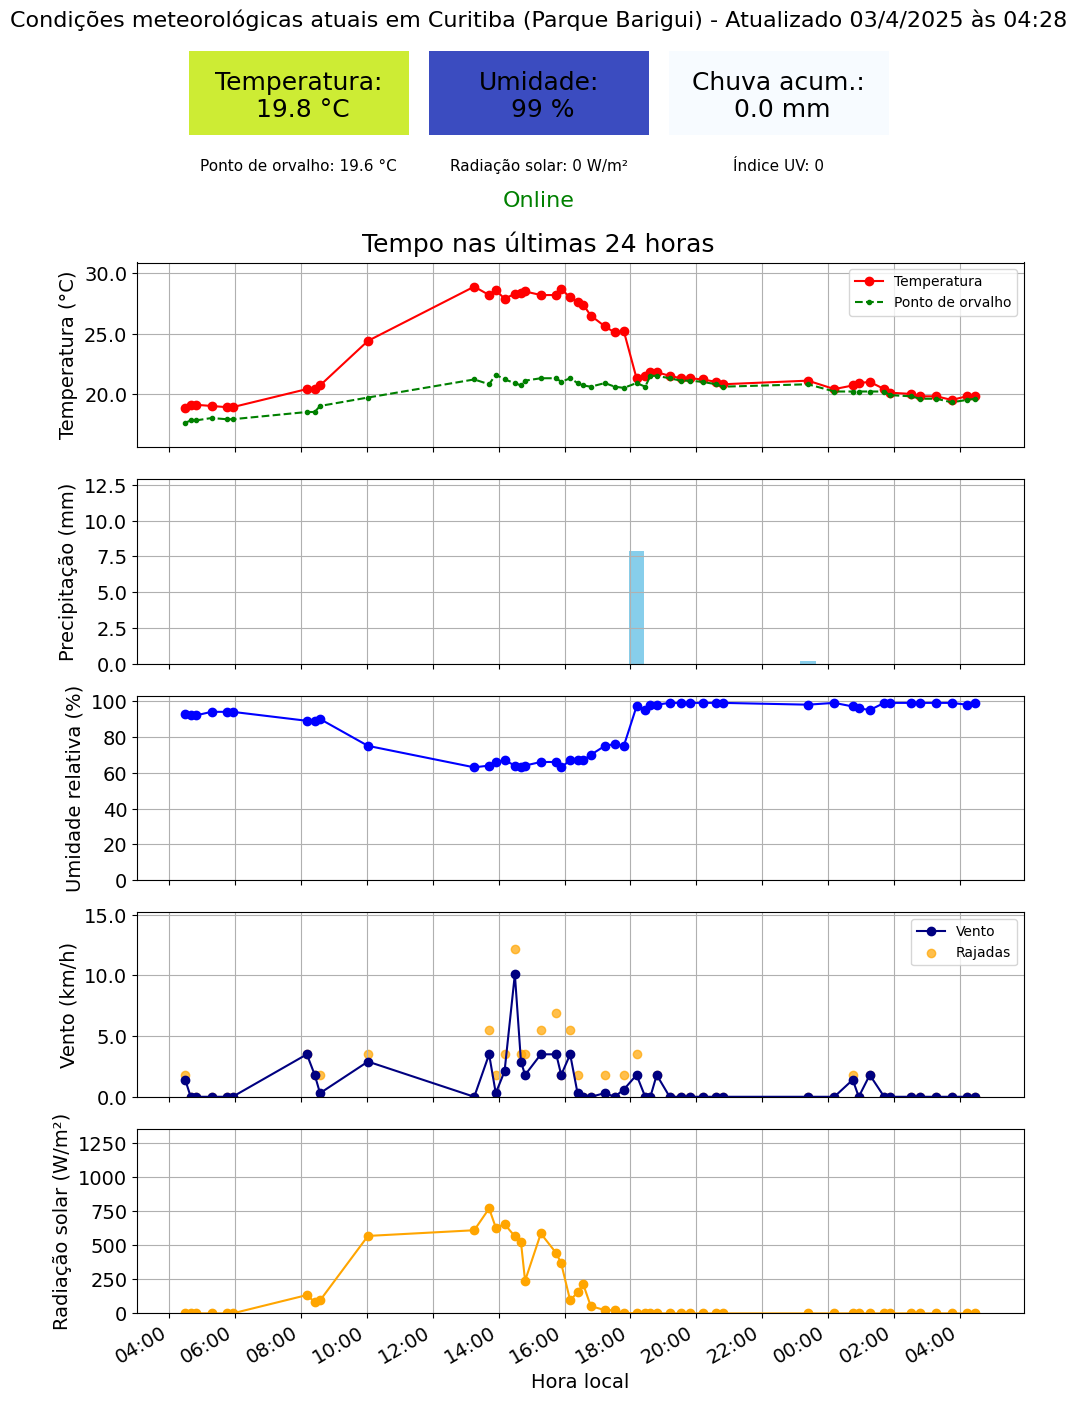 Condições meteorológicas atuais em Curitiba (Parque Barigui) - Atualizado 03/4/2025 às 04:28
Temperatura:
19.8 °C
Umidade:
99 %
Chuva acum.:
0.0 mm
Ponto de orvalho: 19.6 °C
Radiação solar: 0 W/m²
Índice UV: 0
Online
Tempo nas últimas 24 horas
Temperatura (°C)
30.0
25.0
20.0
Temperatura
Ponto de orvalho
Precipitação (mm)
12.5
10.0
7.5
5.0
2.5
0.0
Umidade relativa (%)
100
80
60
40
20
0
Vento (km/h)
15.0
10.0
5.0
0.0
Vento
Rajadas
Radiação solar (W/m²)
1250
1000
750
500
250
0
04:00 06:00 08:00 10:00 12:00 14:00 16:00 18:00 20:00 22:00 00:00 02:00 04:00
Hora local